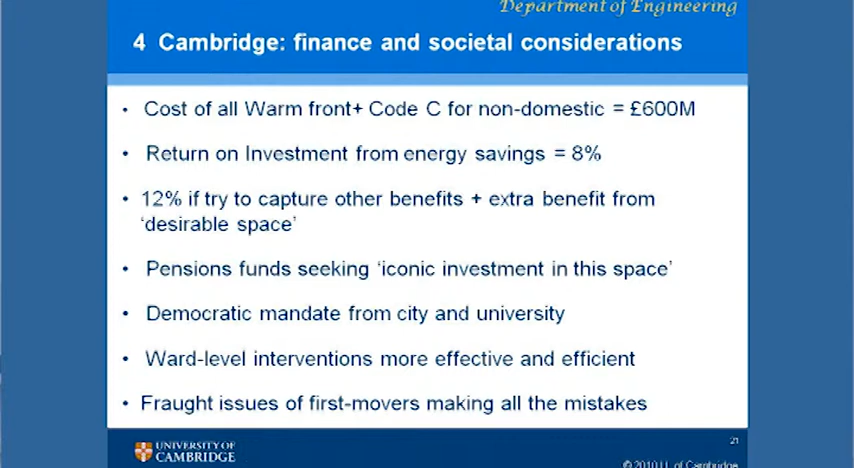 Department of Engineering
4 Cambridge: finance and societal considerations
• Cost of all Warm front+ Code C for non-domestic = £600M
• Return on Investment from energy savings = 8%
• 12% if try to capture other benefits + extra benefit from
‘desirable space’
• Pensions funds seeking ‘iconic investment in this space’
• Democratic mandate from city and university
• Ward-level interventions more effective and efficient
• Fraught issues of first-movers making all the mistakes
UNIVERSITY OF
CAMBRIDGE
21
© 2010 U. of Cambridge